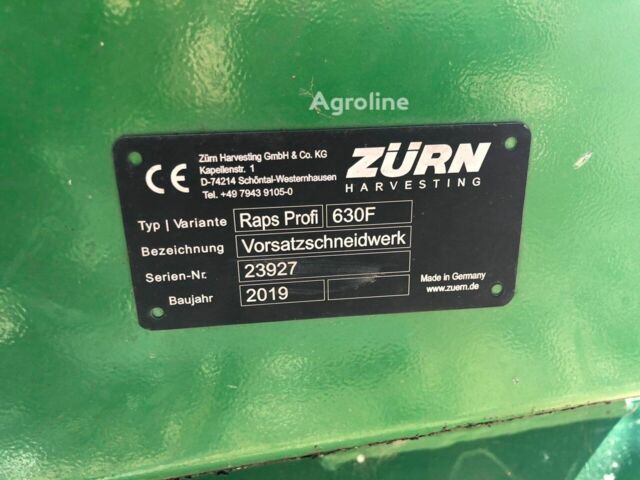 Agroline
CE
Zürn Harvesting GmbH & Co. KG
Kapellenstr. 1
D-74214 Schöntal-Westernhausen
Tel. +49 7943 9105-0
ZÜRN
HARVESTING
Typ | Variante Raps Profi 630F
Bezeichnung Vorsatzschneidwerk
Serien-Nr. 23927
Baujahr 2019
Made in Germany
www.zuern.de